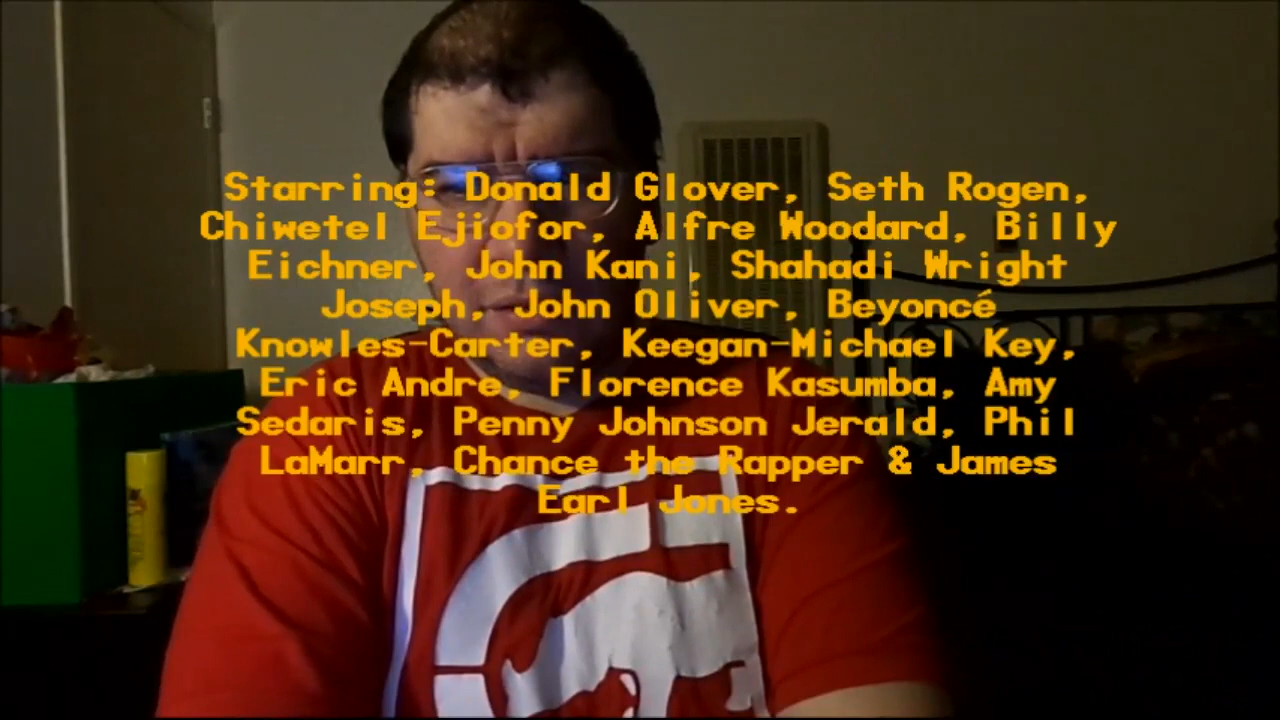 Starring: Donald Glover, Seth Rogen,
Chiwetel Ejiofor, Alfre Woodard, Billy
Eichner, John Kani, Shahadi Wright
Joseph, John Oliver, Beyoncé
Knowles-Carter, Keegan-Michael Key,
Eric Andre, Florence Kasumba, Amy
Sedaris, Penny Johnson Jerald, Phil
LaMarr, Chance the Rapper & James
Earl Jones.